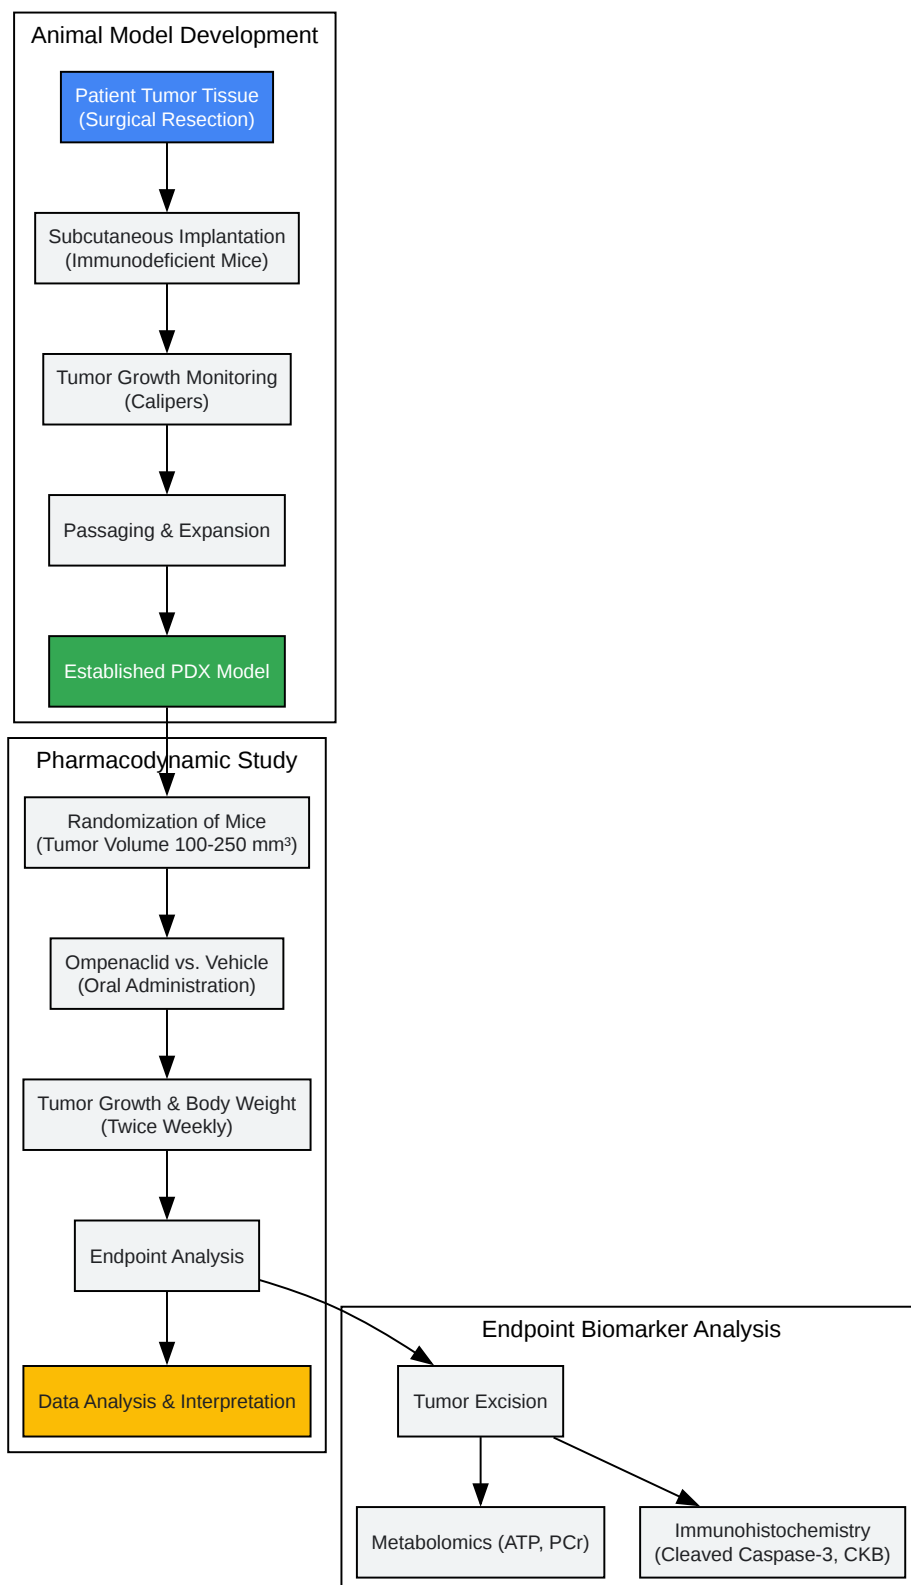 Animal Model Development
Patient Tumor Tissue
(Surgical Resection)
Subcutaneous Implantation
(Immunodeficient Mice)
Tumor Growth Monitoring
(Calipers)
Passaging & Expansion
Established PDX Model
Pharmacodynamic Study
Randomization of Mice
(Tumor Volume 100-250 mm³)
Ompenaclid vs. Vehicle
(Oral Administration)
Tumor Growth & Body Weight
(Twice Weekly)
Endpoint Analysis
Data Analysis & Interpretation
Endpoint Biomarker Analysis
Tumor Excision
Metabolomics (ATP, PCr)
Immunohistochemistry
(Cleaved Caspase-3, CKB)